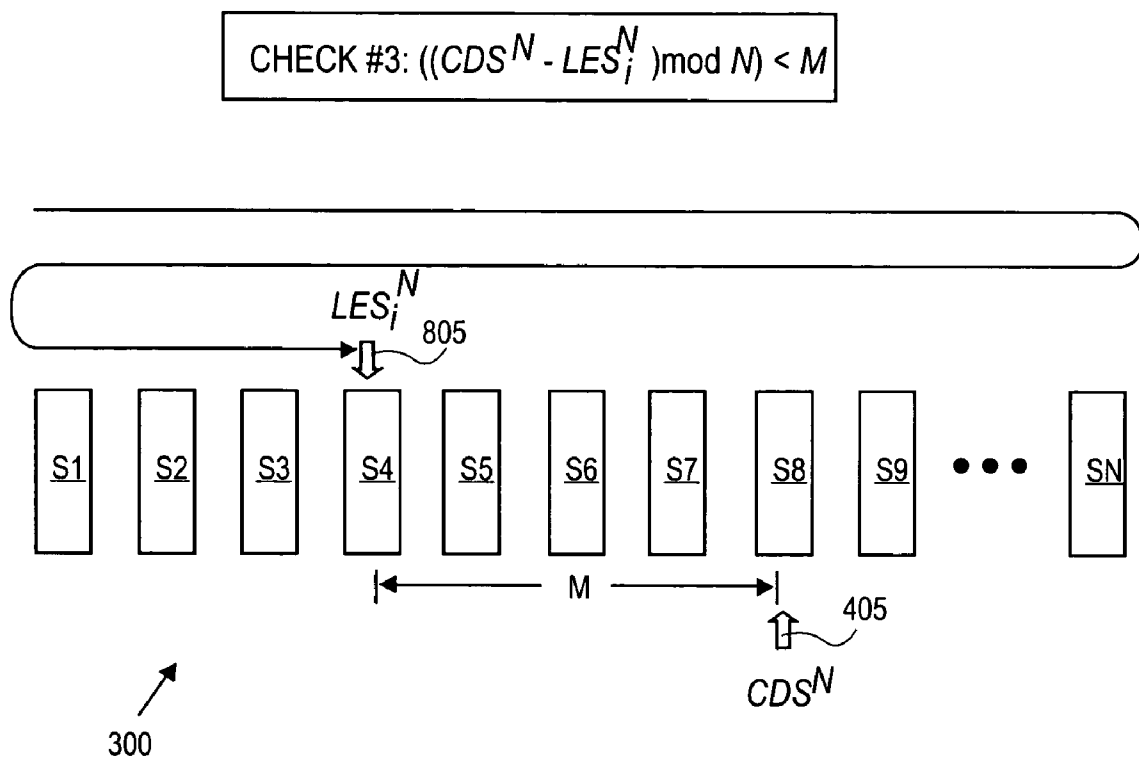 CHECK #3: ((CDS^N - LES_i^N) mod N) < M
LES_i^N
805
S1 S2 S3 S4 S5 S6 S7 S8 S9 ••• SN
M
405
CDS^N
300